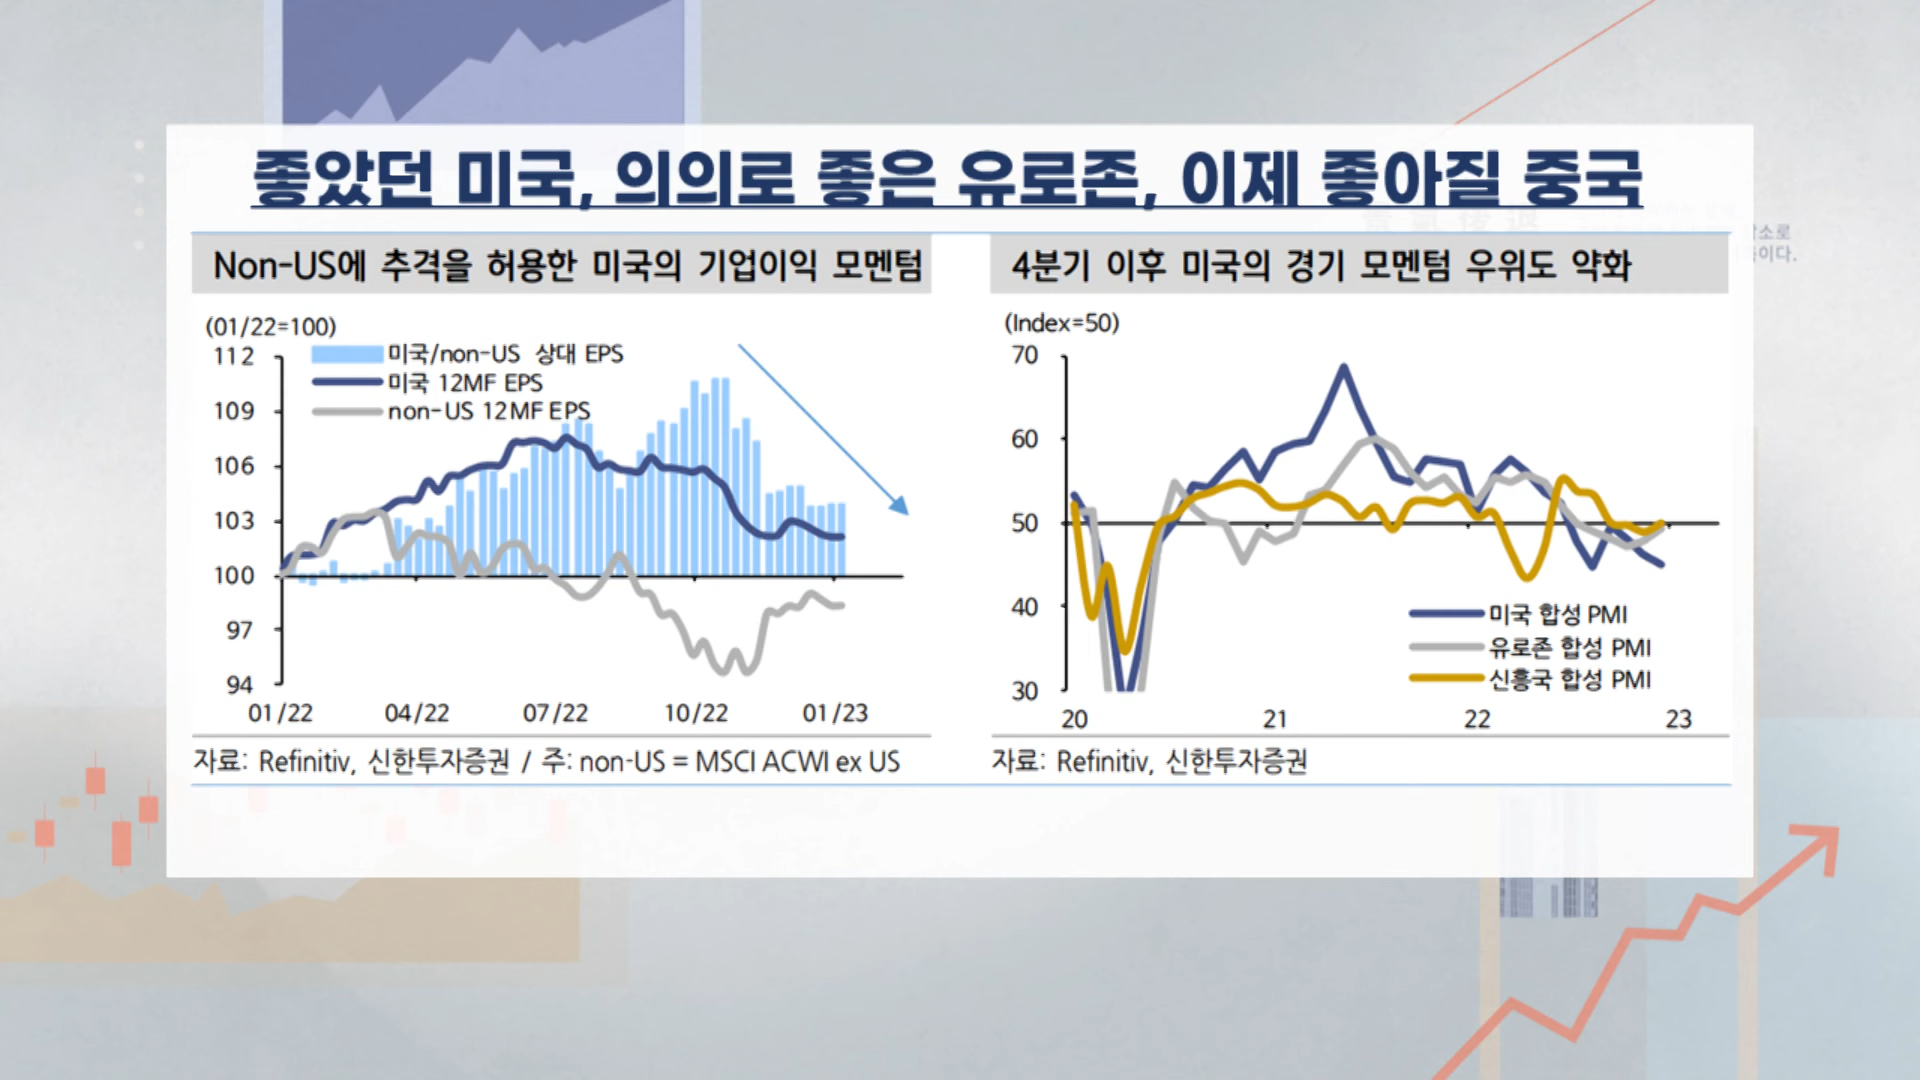 좋았던 미국, 의의로 좋은 유로존, 이제 좋아질 중국
Non-US에 추격을 허용한 미국의 기업이익 모멘텀
(01/22=100)
미국/non-US 상대 EPS
미국 12MF EPS
non-US 12MF EPS
112
109
106
103
100
97
94
01/22 04/22 07/22 10/22 01/23
자료: Refinitiv, 신한투자증권 / 주: non-US = MSCI ACWI ex US
4분기 이후 미국의 경기 모멘텀 우위도 약화
(Index=50)
70
60
50
40
30
미국 합성 PMI
유로존 합성 PMI
신흥국 합성 PMI
20 21 22 23
자료: Refinitiv, 신한투자증권